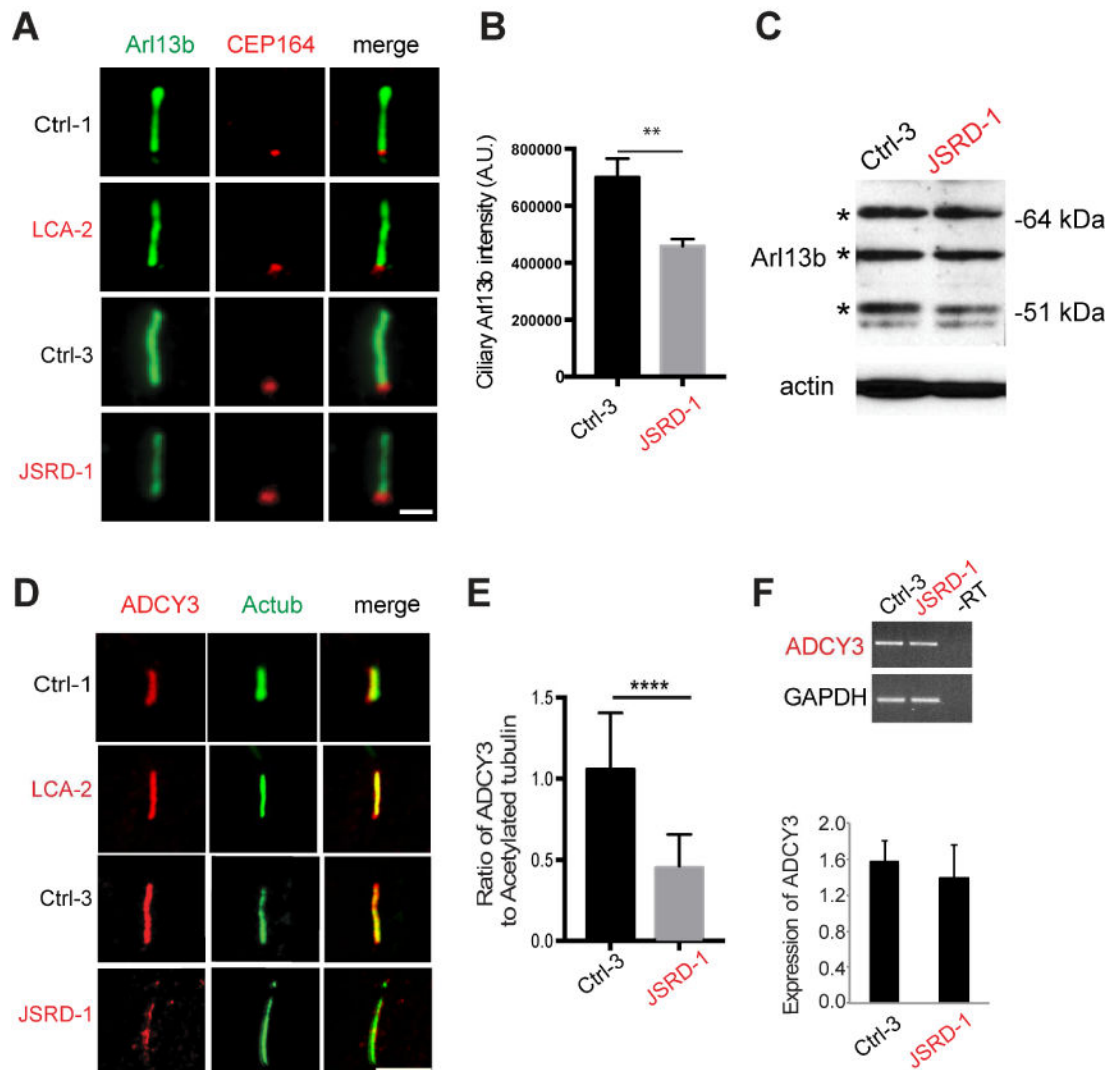 A
Arl13b CEP164 merge
Ctrl-1
LCA-2
Ctrl-3
JSRD-1
B
Ciliary Arl13b intensity (A.U.)
**
800000
600000
400000
200000
0
Ctrl-3
JSRD-1
C
Ctrl-3
JSRD-1
*
-64 kDa
Arl13b *
*
-51 kDa
actin
D
ADCY3 Actub merge
Ctrl-1
LCA-2
Ctrl-3
JSRD-1
E
Ratio of ADCY3
to Acetylated tubulin
****
1.5
1.0
0.5
0.0
Ctrl-3
JSRD-1
F
Ctrl-3
JSRD-1
-RT
ADCY3
GAPDH
Expression of ADCY3
2.0
1.6
1.2
0.8
0.4
0.0
Ctrl-3
JSRD-1